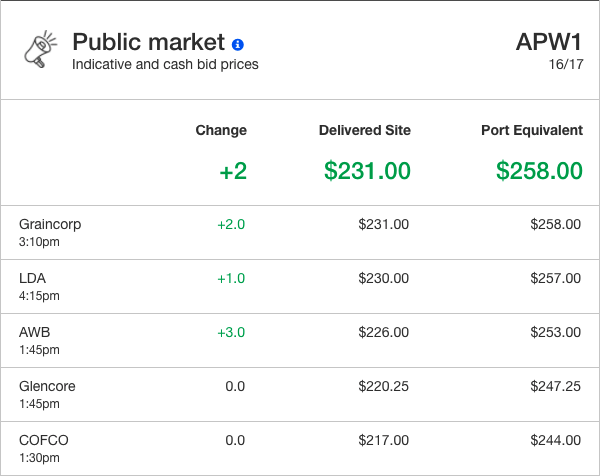 Public market i APW1
Indicative and cash bid prices 16/17
Change Delivered Site Port Equivalent
+2 $231.00 $258.00
Graincorp +2.0 $231.00 $258.00
3:10pm
LDA +1.0 $230.00 $257.00
4:15pm
AWB +3.0 $226.00 $253.00
1:45pm
Glencore 0.0 $220.25 $247.25
1:45pm
COFCO 0.0 $217.00 $244.00
1:30pm